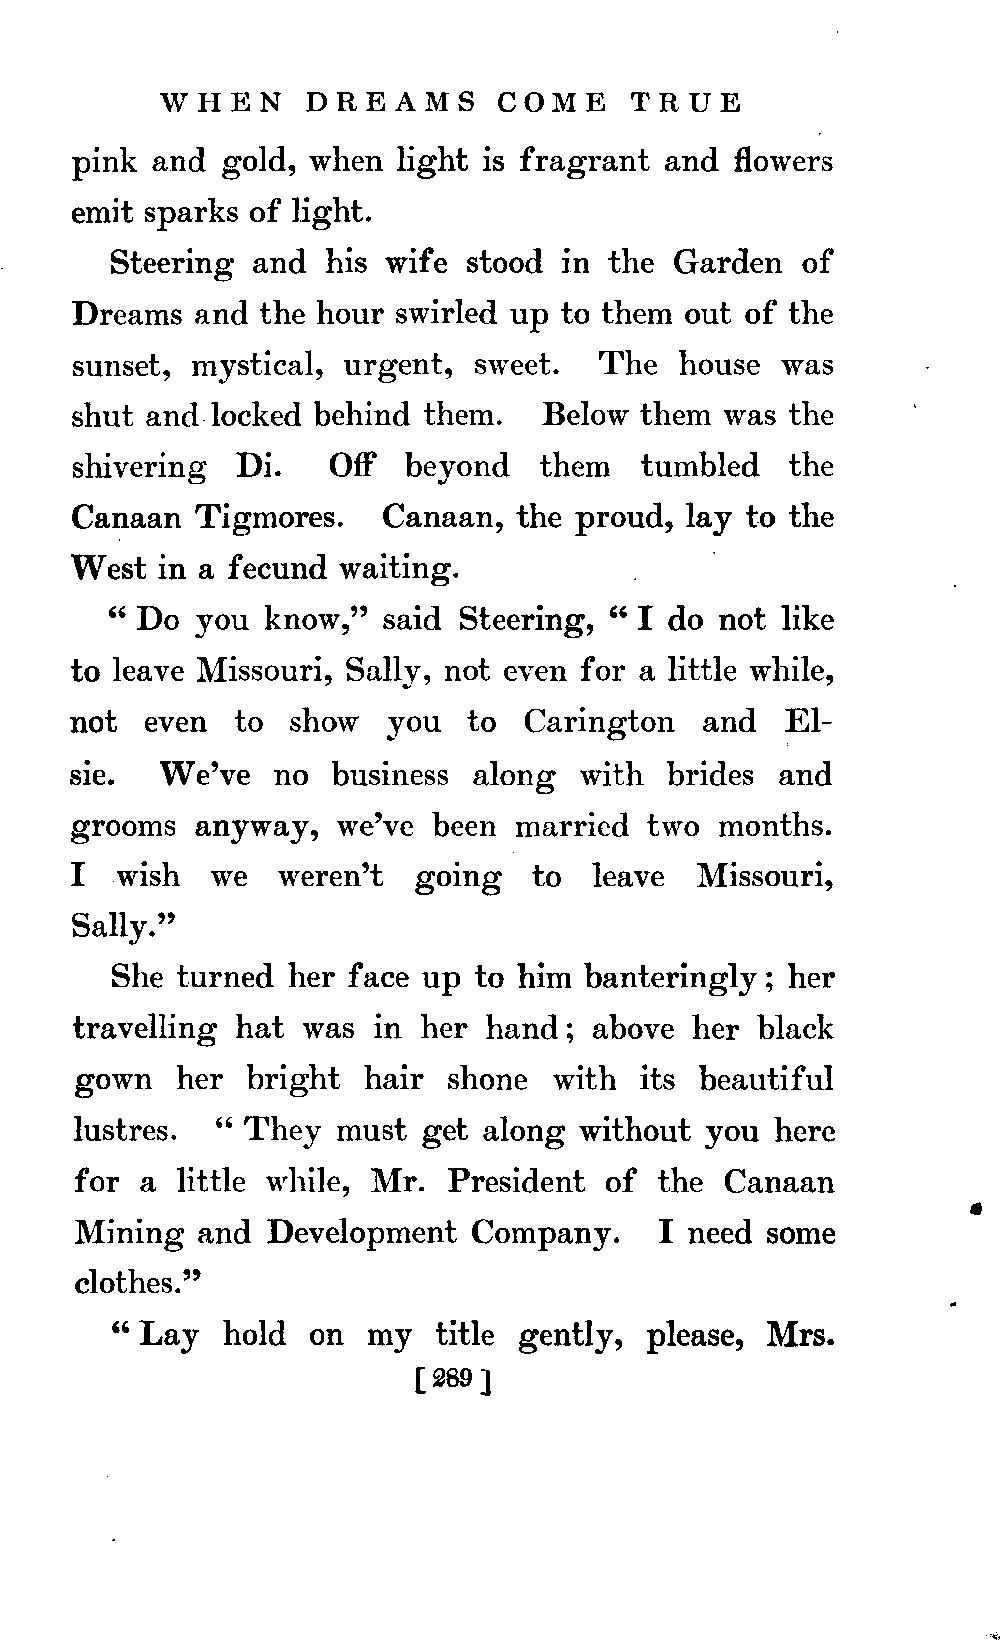 WHEN DREAMS COME TRUE
pink and gold, when light is fragrant and flowers
emit sparks of light.
Steering and his wife stood in the Garden of
Dreams and the hour swirled up to them out of the
sunset, mystical, urgent, sweet. The house was
shut and locked behind them. Below them was the
shivering Di. Off beyond them tumbled the
Canaan Tigmores. Canaan, the proud, lay to the
West in a fecund waiting.
“ Do you know,” said Steering, “ I do not like
to leave Missouri, Sally, not even for a little while,
not even to show you to Carington and El-
sie. We’ve no business along with brides and
grooms anyway, we’ve been married two months.
I wish we weren’t going to leave Missouri,
Sally.”
She turned her face up to him banteringly ; her
travelling hat was in her hand ; above her black
gown her bright hair shone with its beautiful
lustres. “ They must get along without you here
for a little while, Mr. President of the Canaan
Mining and Development Company. I need some
clothes.”
“ Lay hold on my title gently, please, Mrs.
[ 289 ]